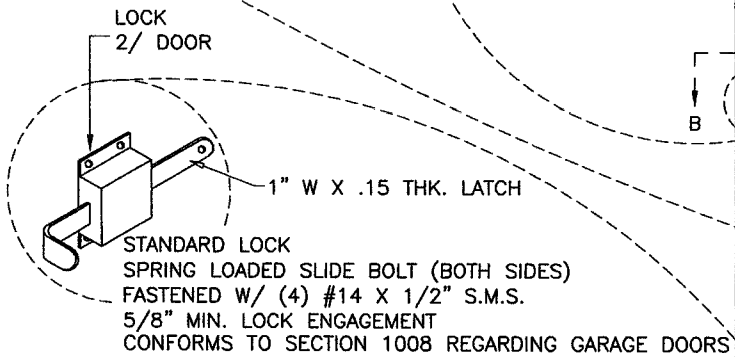 LOCK
2/ DOOR
B
1" W X .15 THK. LATCH
STANDARD LOCK
SPRING LOADED SLIDE BOLT (BOTH SIDES)
FASTENED W/ (4) #14 X 1/2" S.M.S.
5/8" MIN. LOCK ENGAGEMENT
CONFORMS TO SECTION 1008 REGARDING GARAGE DOORS